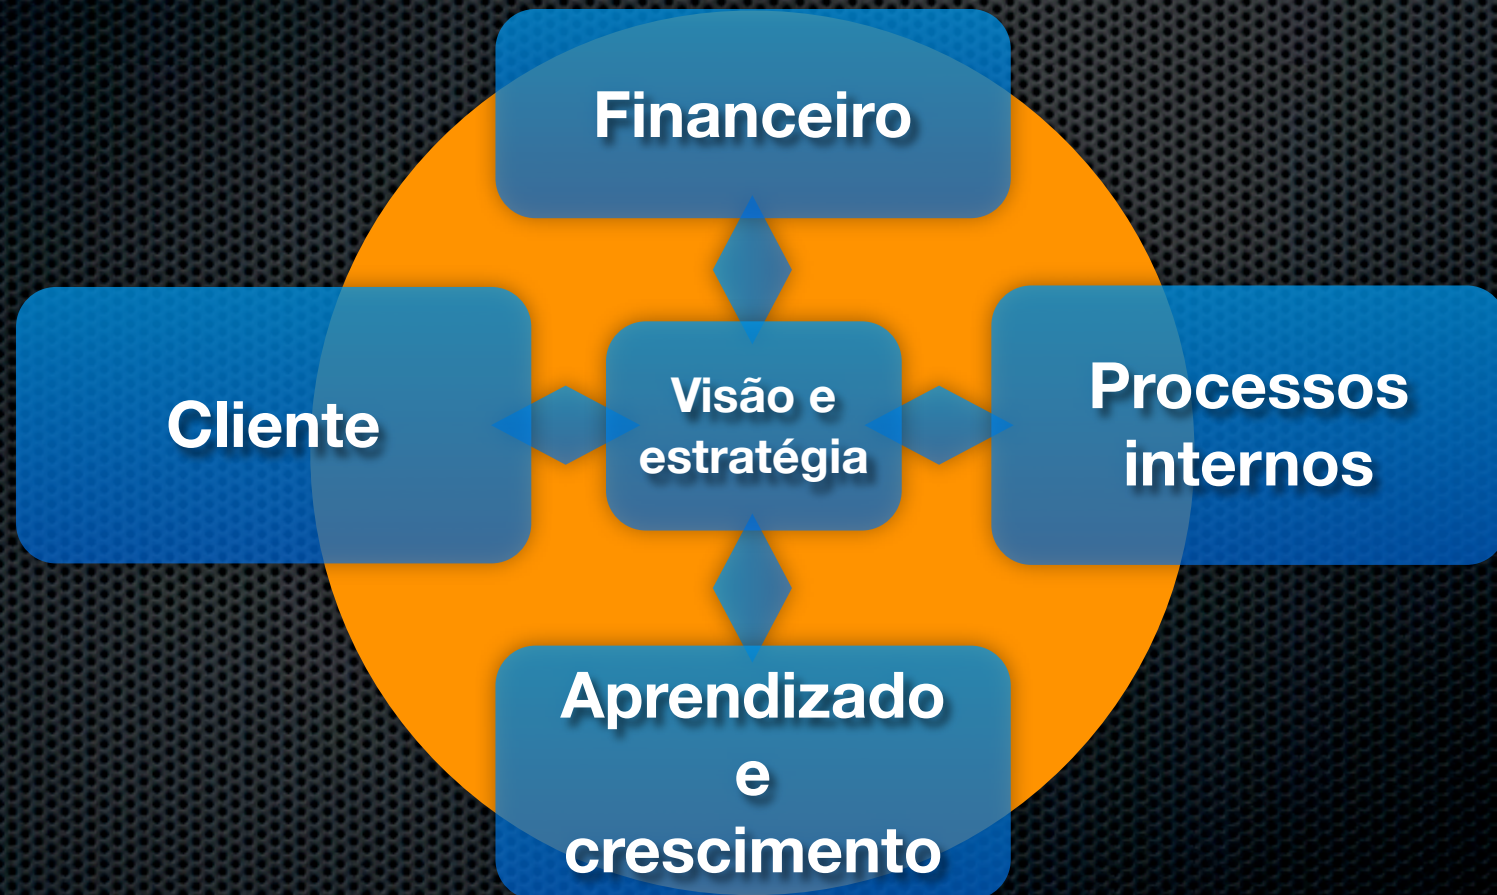 Financeiro
Cliente
Visão e
estratégia
Processos
internos
Aprendizado
e
crescimento